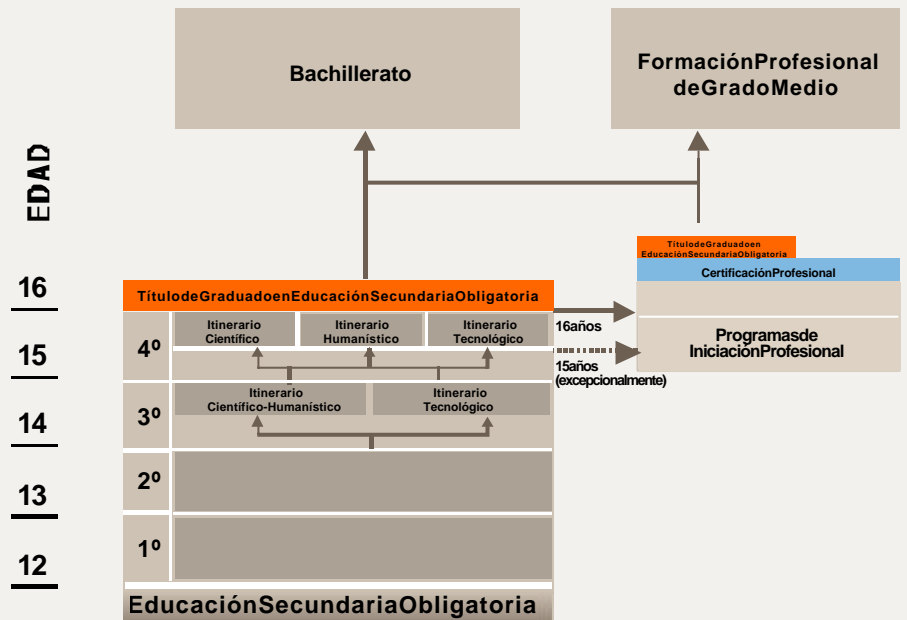 Bachillerato
FormaciónProfesional
deGradoMedio
EDAD
TítulodeGraduadoen
EducaciónSecundariaObligatoria
CertificaciónProfesional
16
TítulodeGraduadoenEducaciónSecundariaObligatoria
4º
Itinerario
Científico
Itinerario
Humanístico
Itinerario
Tecnológico
16años
Programasde
IniciaciónProfesional
15
15años
(excepcionalmente)
3º
Itinerario
Científico-Humanístico
Itinerario
Tecnológico
14
2º
13
1º
12
EducaciónSecundariaObligatoria